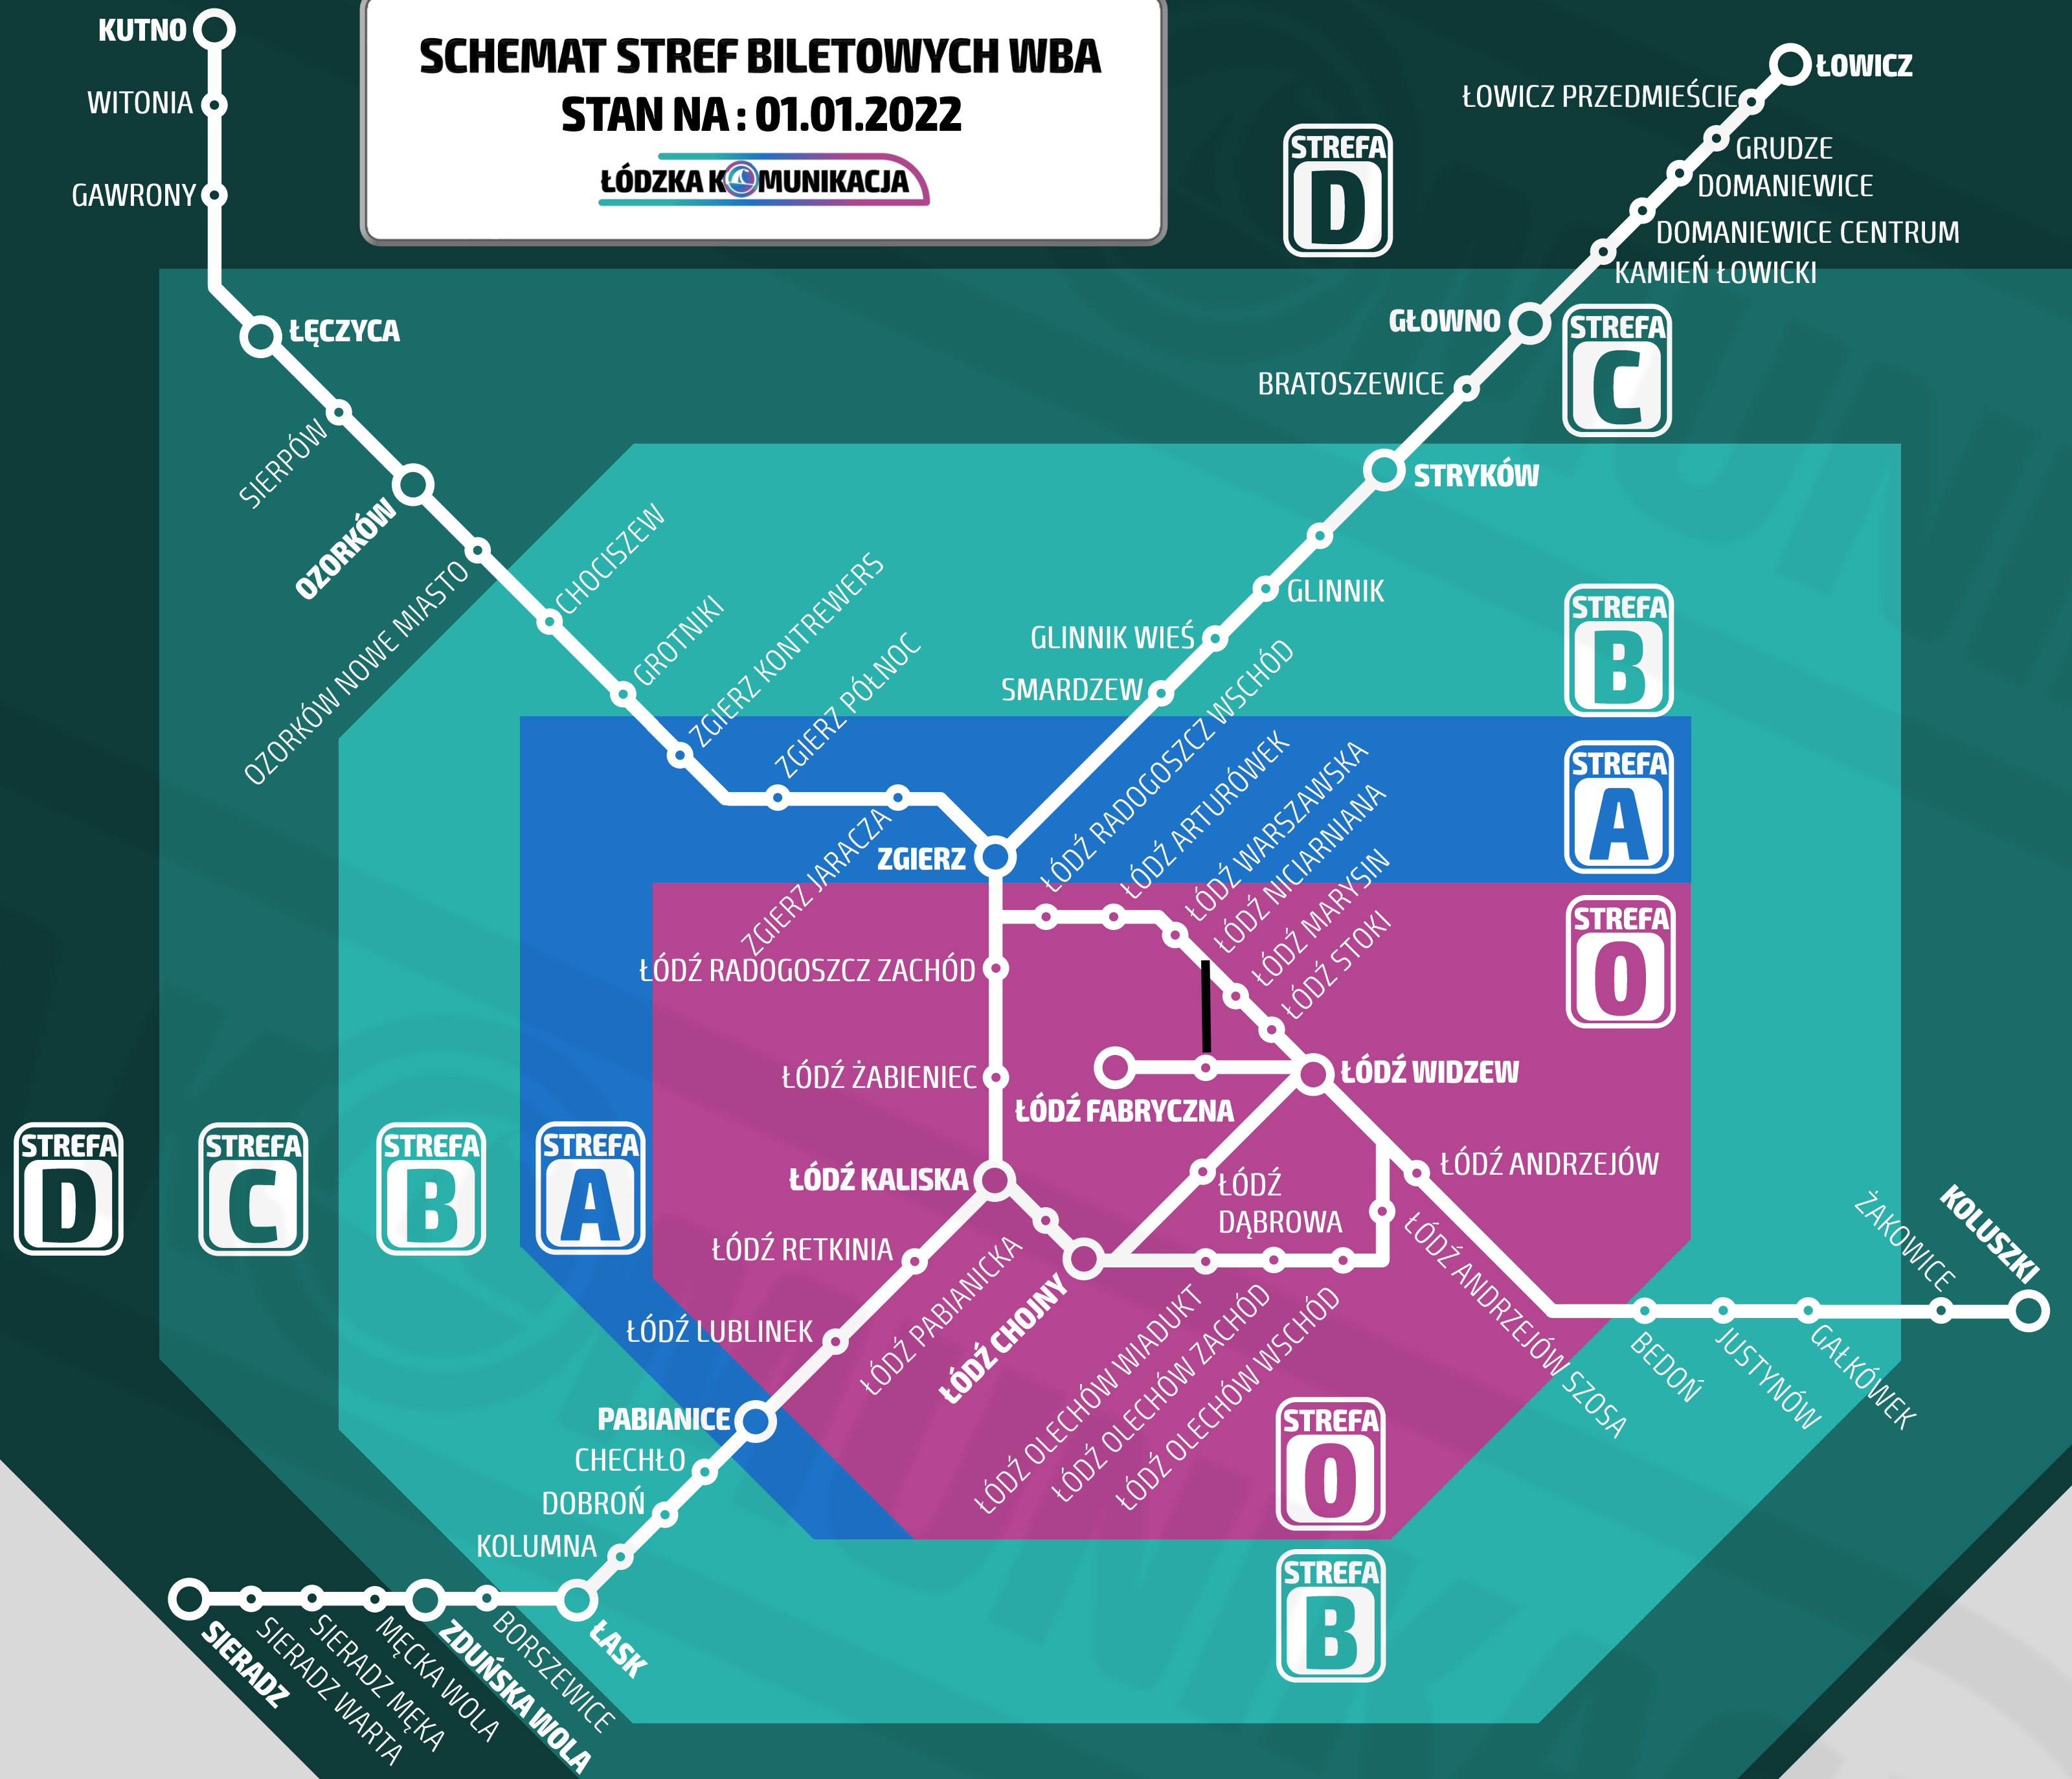 SCHEMAT STREF BILETOWYCH WBA
STAN NA : 01.01.2022
ŁÓDZKA KOMUNIKACJA
KUTNO
WITONIA
GAWRONY
ŁĘCZYCA
SIERPÓW
OZORKÓW
OZORKÓW NOWE MIASTO
CHOCISZEW
GROTNIKI
ZGIERZ KONTREWERS
ZGIERZ PÓŁNOC
ZGIERZ JARACZA
ZGIERZ
ŁOWICZ
ŁOWICZ PRZEDMIEŚCIE
GRUDZE
DOMANIEWICE
DOMANIEWICE CENTRUM
KAMIEŃ ŁOWICKI
GŁOWNO
BRATOSZEWICE
STRYKÓW
GLINNIK
GLINNIK WIEŚ
SMARDZEW
STREFA
D
STREFA
C
STREFA
B
STREFA
A
STREFA
O
ŁÓDŹ RADOGOSZCZ WSCHÓD
ŁÓDŹ ARTURÓWEK
ŁÓDŹ WARSZAWSKA
ŁÓDŹ NICIARNIANA
ŁÓDŹ MARYSIN
ŁÓDŹ STOKI
ŁÓDŹ RADOGOSZCZ ZACHÓD
ŁÓDŹ ŻABIENIEC
ŁÓDŹ FABRYCZNA
ŁÓDŹ WIDZEW
ŁÓDŹ KALISKA
ŁÓDŹ
DĄBROWA
ŁÓDŹ ANDRZEJÓW
ŁÓDŹ ANDRZEJÓW SZOSA
ŻAKOWICE
KOLUSZKI
BEDOŃ
JUSTYNÓW
GAŁKÓWEK
STREFA
D
STREFA
C
STREFA
B
STREFA
A
ŁÓDŹ RETKINIA
ŁÓDŹ LUBLINEK
ŁÓDŹ PABIANICKA
ŁÓDŹ CHOJNY
ŁÓDŹ OLECHÓW WIADUKT
ŁÓDŹ OLECHÓW ZACHÓD
ŁÓDŹ OLECHÓW WSCHÓD
PABIANICE
CHECHŁO
DOBROŃ
KOLUMNA
ŁASK
BORSZEWICE
ZDUŃSKA WOLA
MĘCKA WOLA
SIERADZ MĘKA
SIERADZ WARTA
SIERADZ
STREFA
O
STREFA
B